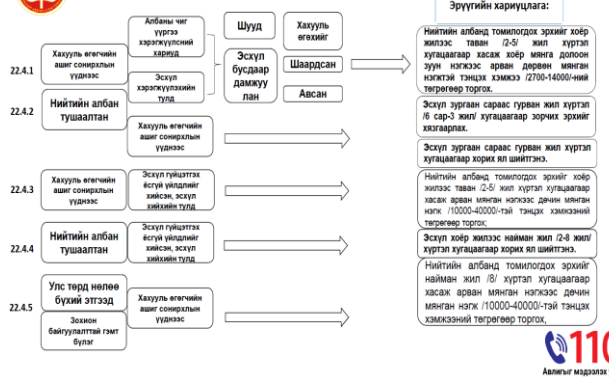 Эрүүгийн хариуцлага:
Албаны чиг
үүргээ
хэрэгжүүлсний
хариуд
Шууд
Хахууль
өгөхийг
Нийтийн албанд томилогдох эрхийг хоёр
жилээс таван /2-5/ жил хүртэл
хугацаагаар хасаж хоёр мянга долоон
зуун нэгжээс арван дөрвөн мянган
нэгжтэй тэнцэх хэмжээ /2700-14000/-ний
төгрөгөөр торгох.
22.4.1
Хахууль өгөгчийн
ашиг сонирхлын
үүднээс
Эсхүл
бусдаар
дамжуу
лан
Шаардсан
Эсхүл
хэрэгжүүлэхийн
тулд
Авсан
22.4.2
Нийтийн албан
тушаалтан
Хахууль өгөгчийн
ашиг сонирхлын
үүднээс
Эсхүл зургаан сараас гурван жил хүртэл
/6 сар-3 жил/ хугацаагаар зорчих эрхийг
хязгаарлах.
Эсхүл зургаан сараас гурван жил хүртэл
хугацаагаар хорих ял шийтгэнэ.
22.4.3
Хахууль өгөгчийн
ашиг сонирхлын
үүднээс
Эсхүл гүйцэтгэх
ёсгүй үйлдлийг
хийсэн, эсхүл
хийхийн тулд
Нийтийн албанд томилогдох эрхийг хоёр
жилээс таван /2-5/ жил хүртэл хугацаагаар
хасаж арван мянган нэгжээс дөчин мянган
нэгж /10000-40000/-тэй тэнцэх хэмжээний
төгрөгөөр торгох;
22.4.4
Нийтийн албан
тушаалтан
Эсхүл гүйцэтгэх
ёсгүй үйлдлийг
хийсэн, эсхүл
хийхийн тулд
Эсхүл хоёр жилээс найман жил /2-8 жил/
хүртэл хугацаагаар хорих ял шийтгэнэ.
22.4.5
Улс төрд нөлөө
бүхий этгээд
Зохион
байгуулалттай гэмт
бүлэг
Хахууль өгөгчийн
ашиг сонирхлын
үүднээс
Нийтийн албанд томилогдох эрхийг
найман жил /8/ хүртэл хугацаагаар
хасаж арван мянган нэгжээс дөчин
мянган нэгж /10000-40000/-тэй тэнцэх
хэмжээний төгрөгөөр торгох;
110
Авлигыг мэдээлэх